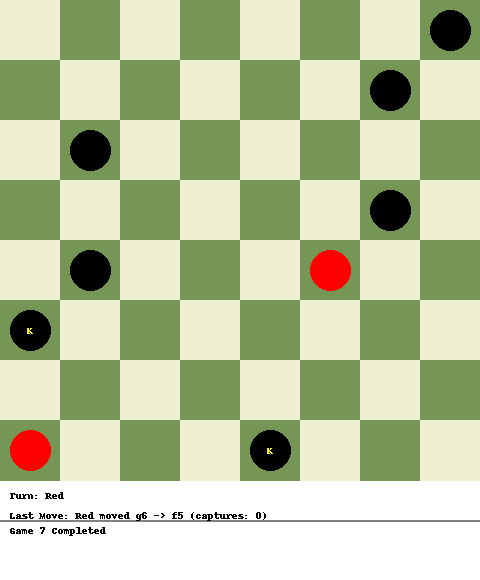 K
K
Turn: Red
Last Move: Red moved g6 -> f5 (captures: 0)
Game 7 Completed